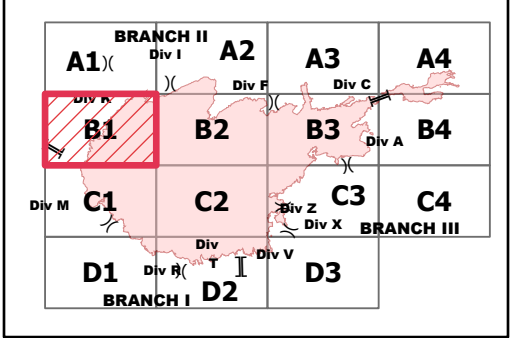 BRANCH II
A1
Div I
A2
A3
A4
Div F
Div C
Div K
B1
B2
B3
B4
Div A
Div M
C1
C2
C3
C4
Div Z
Div X
BRANCH III
Div
T
Div V
D1
Div R
D2
D3
BRANCH I